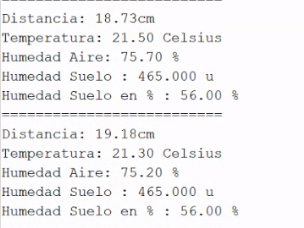 ==========================
Distancia: 18.73cm
Temperatura: 21.50 Celsius
Humedad Aire: 75.70 %
Humedad Suelo : 465.000 u
Humedad Suelo en % : 56.00 %
==========================
Distancia: 19.18cm
Temperatura: 21.30 Celsius
Humedad Aire: 75.20 %
Humedad Suelo : 465.000 u
Humedad Suelo en % : 56.00 %